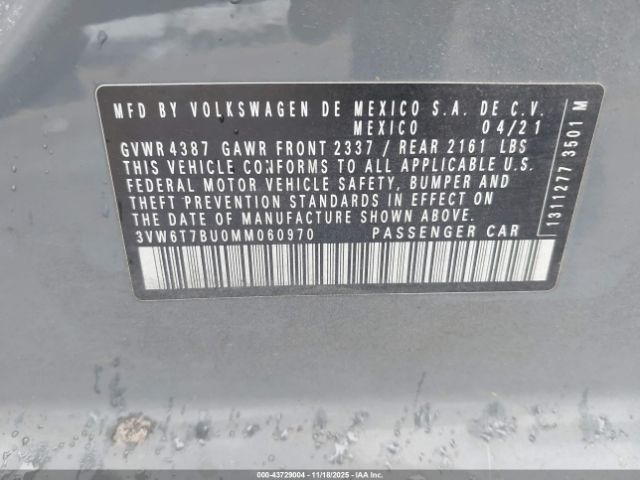 MFD BY VOLKSWAGEN DE MEXICO S.A. DE C.V.
MEXICO 04/21
GVWR 4387 GAWR FRONT 2337 / REAR 2161 LBS
THIS VEHICLE CONFORMS TO ALL APPLICABLE U.S.
FEDERAL MOTOR VEHICLE SAFETY, BUMPER AND
THEFT PREVENTION STANDARDS IN EFFECT ON
THE DATE OF MANUFACTURE SHOWN ABOVE.
3VW6T7BU0MM060970 PASSENGER CAR
1311277 3501 M
000-43729004 - 11/18/2025 - IAAI.COM